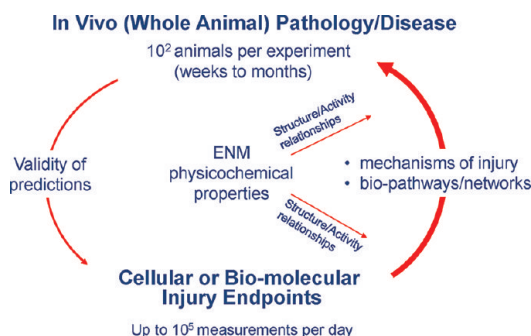 In Vivo (Whole Animal) Pathology/Disease
10² animals per experiment
(weeks to months)
Structure/Activity
relationships
Validity of
predictions
ENM
physicochemical
properties
• mechanisms of injury
• bio-pathways/networks
Structure/Activity
relationships
Cellular or Bio-molecular
Injury Endpoints
Up to 10⁵ measurements per day